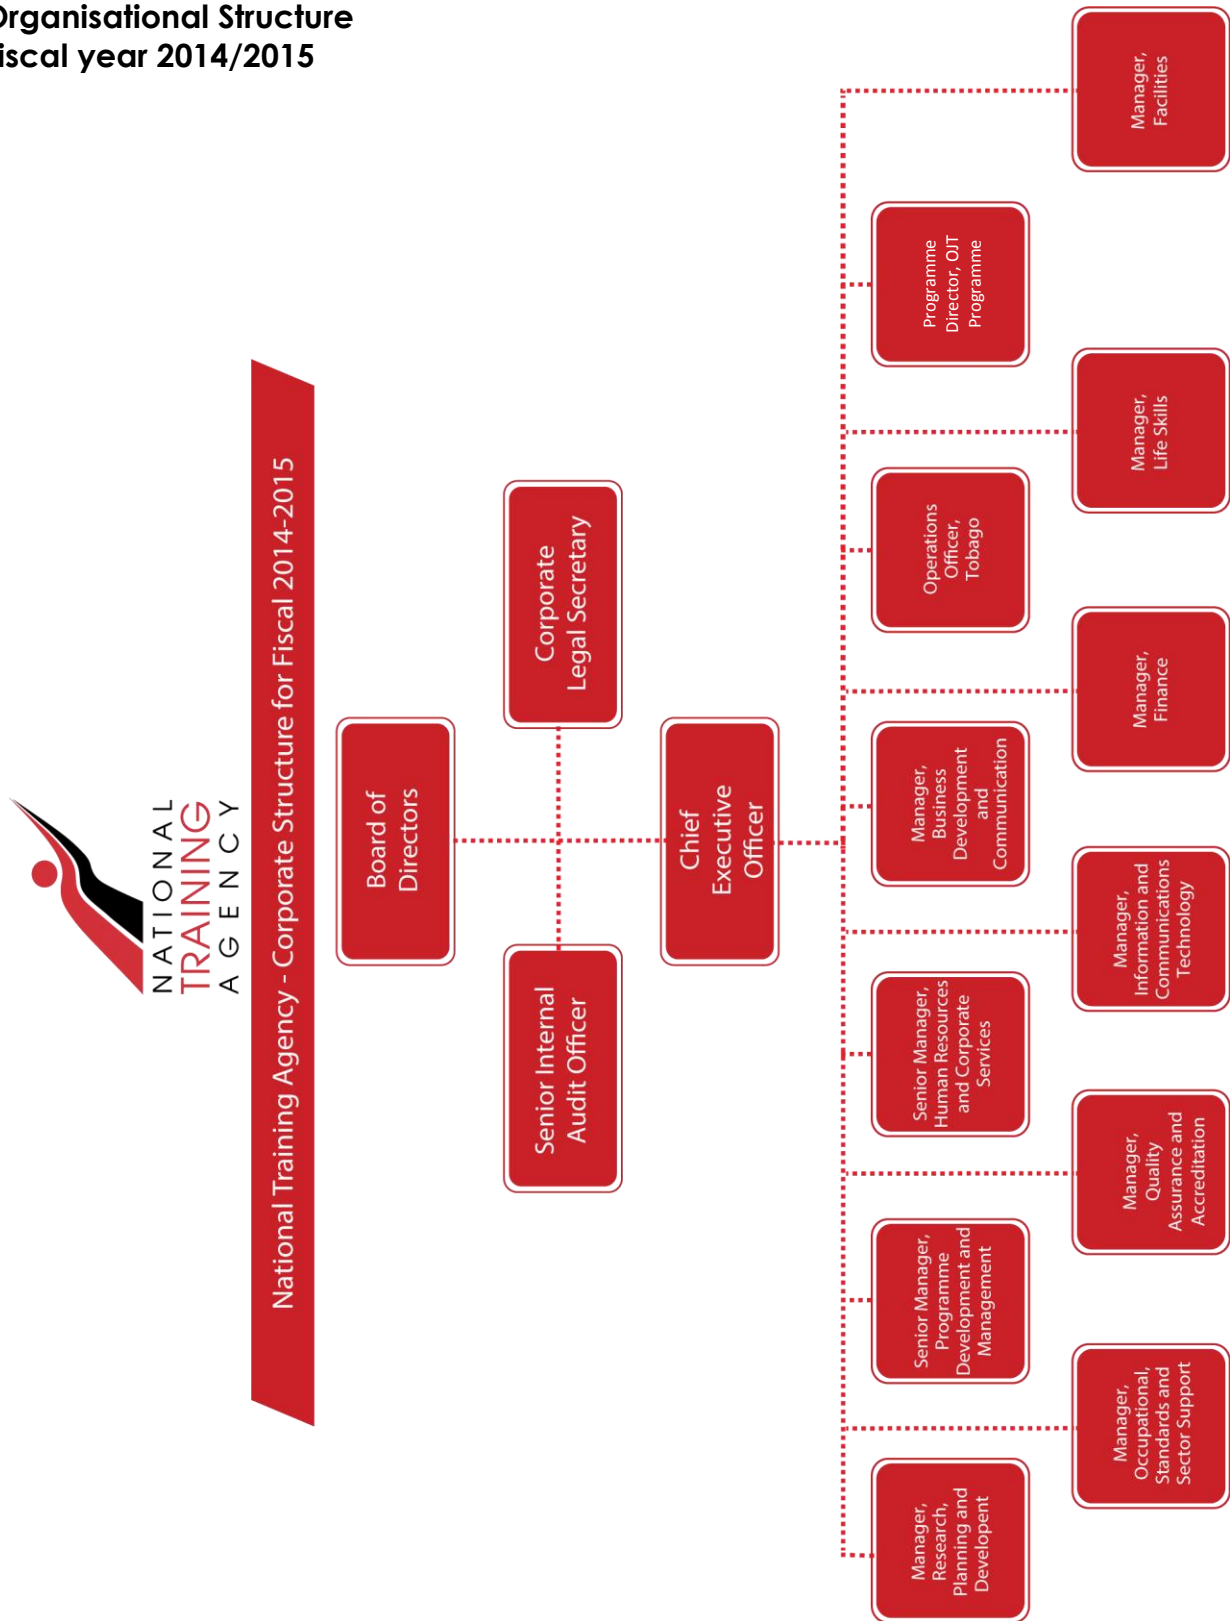 Organisational Structure
iscal year 2014/2015
NATIONAL
TRAINING
AGENCY
National Training Agency - Corporate Structure for Fiscal 2014-2015
Board of
Directors
Senior Internal
Audit Officer
Corporate
Legal Secretary
Chief
Executive
Officer
Manager,
Research,
Planning and
Developent
Senior Manager,
Programme
Development and
Management
Senior Manager,
Human Resources
and Corporate
Services
Manager,
Business
Development
and
Communication
Operations
Officer,
Tobago
Programme
Director, OJT
Programme
Manager,
Occupational,
Standards and
Sector Support
Manager,
Quality
Assurance and
Accreditation
Manager,
Information and
Communications
Technology
Manager,
Finance
Manager,
Life Skills
Manager,
Facilities